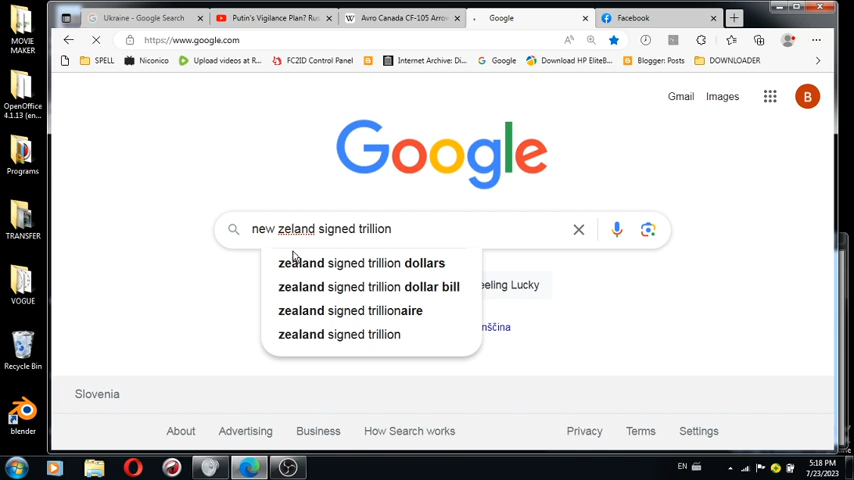 MOVIE
MAKER
OpenOffice
4.1.13 (en...
Programs
TRANSFER
VOGUE
Recycle Bin
blender
Ukraine - Google Search
Putin's Vigilance Plan? Rus
Avro Canada CF-105 Arrow
Google
Facebook
https://www.google.com
SPELL
Niconico
Upload videos at R...
FC2ID Control Panel
Internet Archive: Di...
Google
Download HP EliteB...
Blogger: Posts
DOWNLOADER
Gmail
Images
B
Google
new zeland signed trillion
zealand signed trillion dollars
zealand signed trillion dollar bill
zealand signed trillionaire
zealand signed trillion
eeling Lucky
nščina
Slovenia
About
Advertising
Business
How Search works
Privacy
Terms
Settings
EN
5:18 PM
7/23/2023